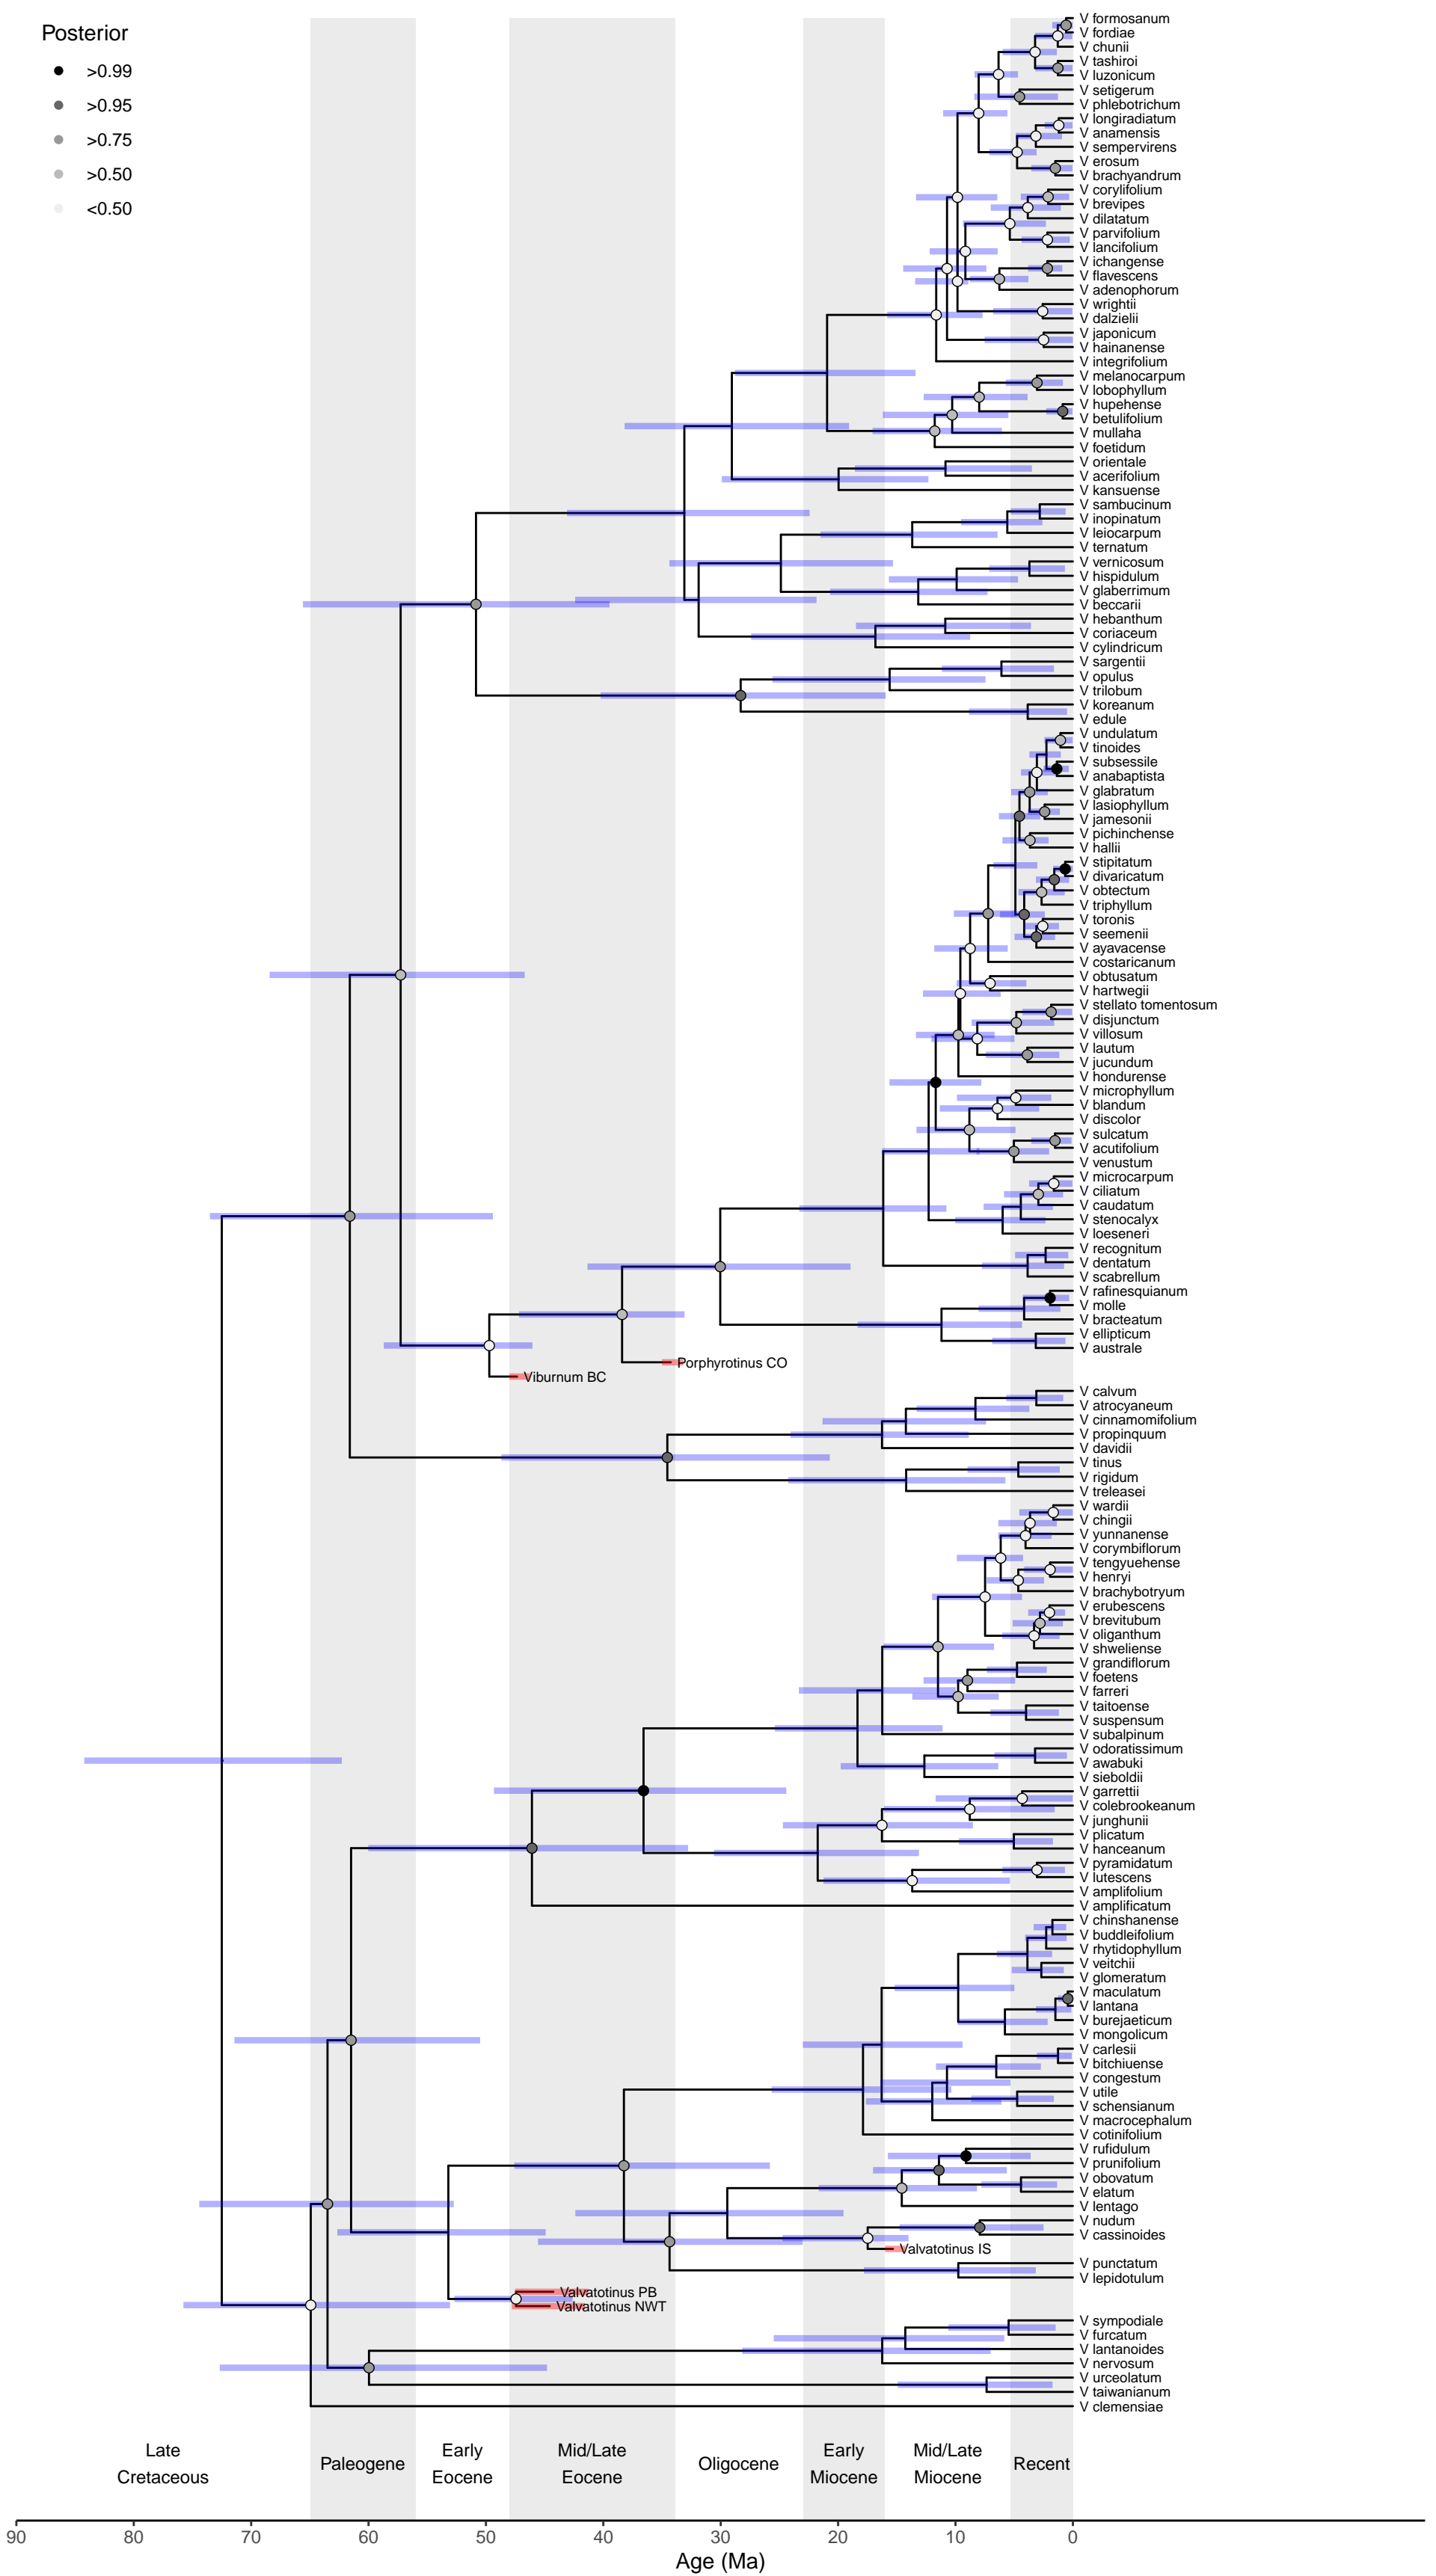 Posterior
>0.99
>0.95
>0.75
>0.50
<0.50
V formosanum
V fordiae
V chunii
V tashiroi
V luzonicum
V setigerum
V phlebotrichum
V longiradiatum
V anamensis
V sempervirens
V erosum
V brachyandrum
V corylifolium
V brevipes
V dilatatum
V parvifolium
V lancifolium
V ichangense
V flavescens
V adenophorum
V wrightii
V dalzielii
V japonicum
V hainanense
V integrifolium
V melanocarpum
V lobophyllum
V hupehense
V betulifolium
V mullaha
V foetidum
V orientale
V acerifolium
V kansuense
V sambucinum
V inopinatum
V leiocarpum
V ternatum
V vernicosum
V hispidulum
V glaberrimum
V beccarii
V hebanthum
V coriaceum
V cylindricum
V sargentii
V opulus
V trilobum
V koreanum
V edule
V undulatum
V tinoides
V subsessile
V anabaptista
V glabratum
V lasiophyllum
V jamesonii
V pichinchense
V hallii
V stipitatum
V divaricatum
V obtectum
V triphyllum
V toronis
V seemenii
V ayavacense
V costaricanum
V obtusatum
V hartwegii
V stellato tomentosum
V disjunctum
V villosum
V lautum
V jucundum
V hondurense
V microphyllum
V blandum
V discolor
V sulcatum
V acutifolium
V venustum
V microcarpum
V ciliatum
V caudatum
V stenocalyx
V loeseneri
V recognitum
V dentatum
V scabrellum
V rafinesquianum
V molle
V bracteatum
V ellipticum
V australe
Porphyrotinus CO
Viburnum BC
V calvum
V atrocyaneum
V cinnamomifolium
V propinquum
V davidii
V tinus
V rigidum
V treleasei
V wardii
V chingii
V yunnanense
V corymbiflorum
V tengyuehense
V henryi
V brachybotryum
V erubescens
V brevitubum
V oliganthum
V shweliense
V grandiflorum
V foetens
V farreri
V taitoense
V suspensum
V subalpinum
V odoratissimum
V awabuki
V sieboldii
V garrettii
V colebrookeanum
V junghunii
V plicatum
V hanceanum
V pyramidatum
V lutescens
V amplifolium
V amplificatum
V chinshanense
V buddleifolium
V rhytidophyllum
V veitchii
V glomeratum
V maculatum
V lantana
V burejaeticum
V mongolicum
V carlesii
V bitchiuense
V congestum
V utile
V schensianum
V macrocephalum
V cotinifolium
V rufidulum
V prunifolium
V obovatum
V elatum
V lentago
V nudum
V cassinoides
Valvatotinus IS
V punctatum
V lepidotulum
Valvatotinus PB
Valvatotinus NWT
V sympodiale
V furcatum
V lantanoides
V nervosum
V urceolatum
V taiwanianum
V clemensiae
Late
Cretaceous
Paleogene
Early
Eocene
Mid/Late
Eocene
Oligocene
Early
Miocene
Mid/Late
Miocene
Recent
90 80 70 60 50 40 30 20 10 0
Age (Ma)